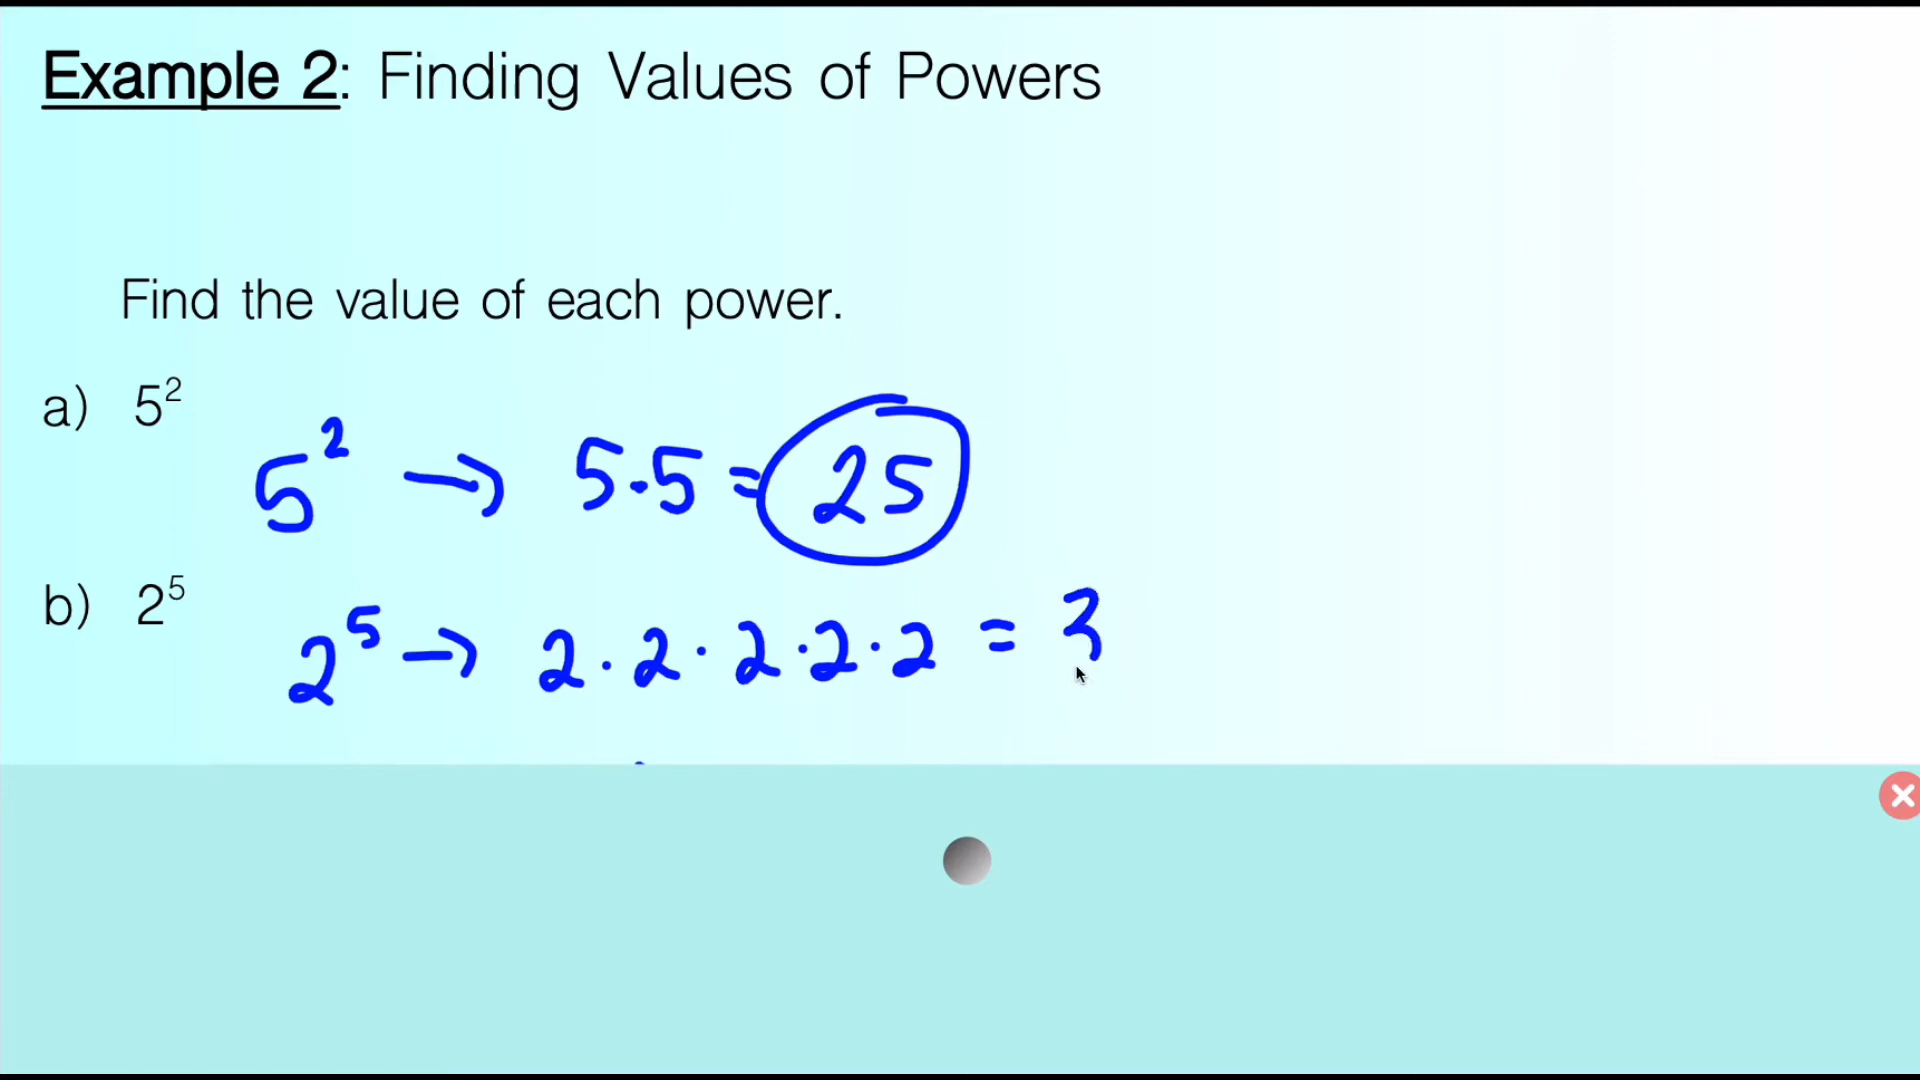 Example 2: Finding Values of Powers
Find the value of each power.
a) 5²
5² → 5·5 = 25
b) 2⁵
2⁵ → 2·2·2·2·2 = 3